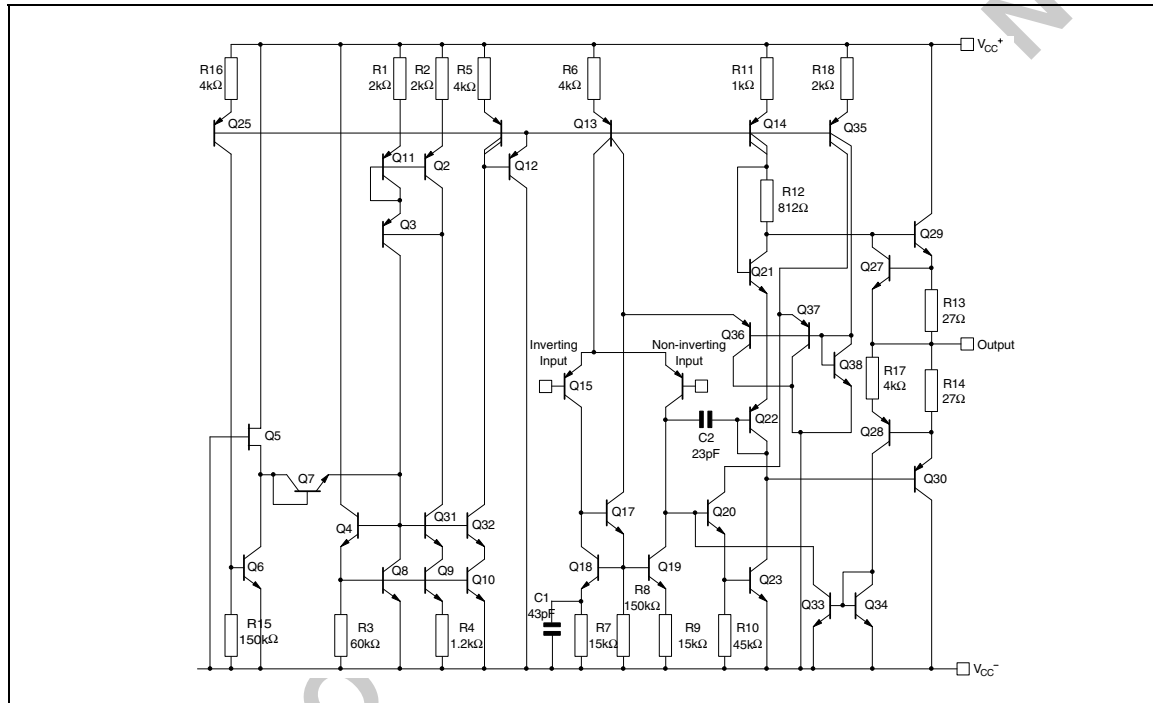 VCC+
R16
4kΩ
R1
2kΩ
R2
2kΩ
R5
4kΩ
R6
4kΩ
R11
1kΩ
R18
2kΩ
Q25
Q11
Q2
Q12
Q13
Q14
Q35
R12
812Ω
Q3
Q21
Q27
Q29
R13
27Ω
Q37
Q36
Q38
Output
Inverting
Input
Non-inverting
Input
Q15
R17
4kΩ
R14
27Ω
C2
23pF
Q22
Q28
Q5
Q7
Q30
Q4
Q31
Q32
Q17
Q20
Q6
Q8
Q9
Q10
Q18
Q19
Q23
Q33
Q34
R15
150kΩ
R3
60kΩ
R4
1.2kΩ
C1
43pF
R7
15kΩ
R8
150kΩ
R9
15kΩ
R10
45kΩ
VCC-